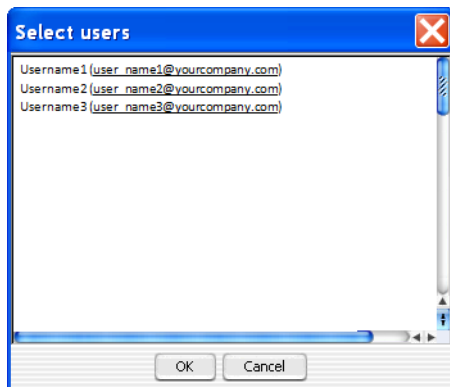 Select users
Username1 (user_name1@yourcompany.com)
Username2 (user_name2@yourcompany.com)
Username3 (user_name3@yourcompany.com)
OK Cancel